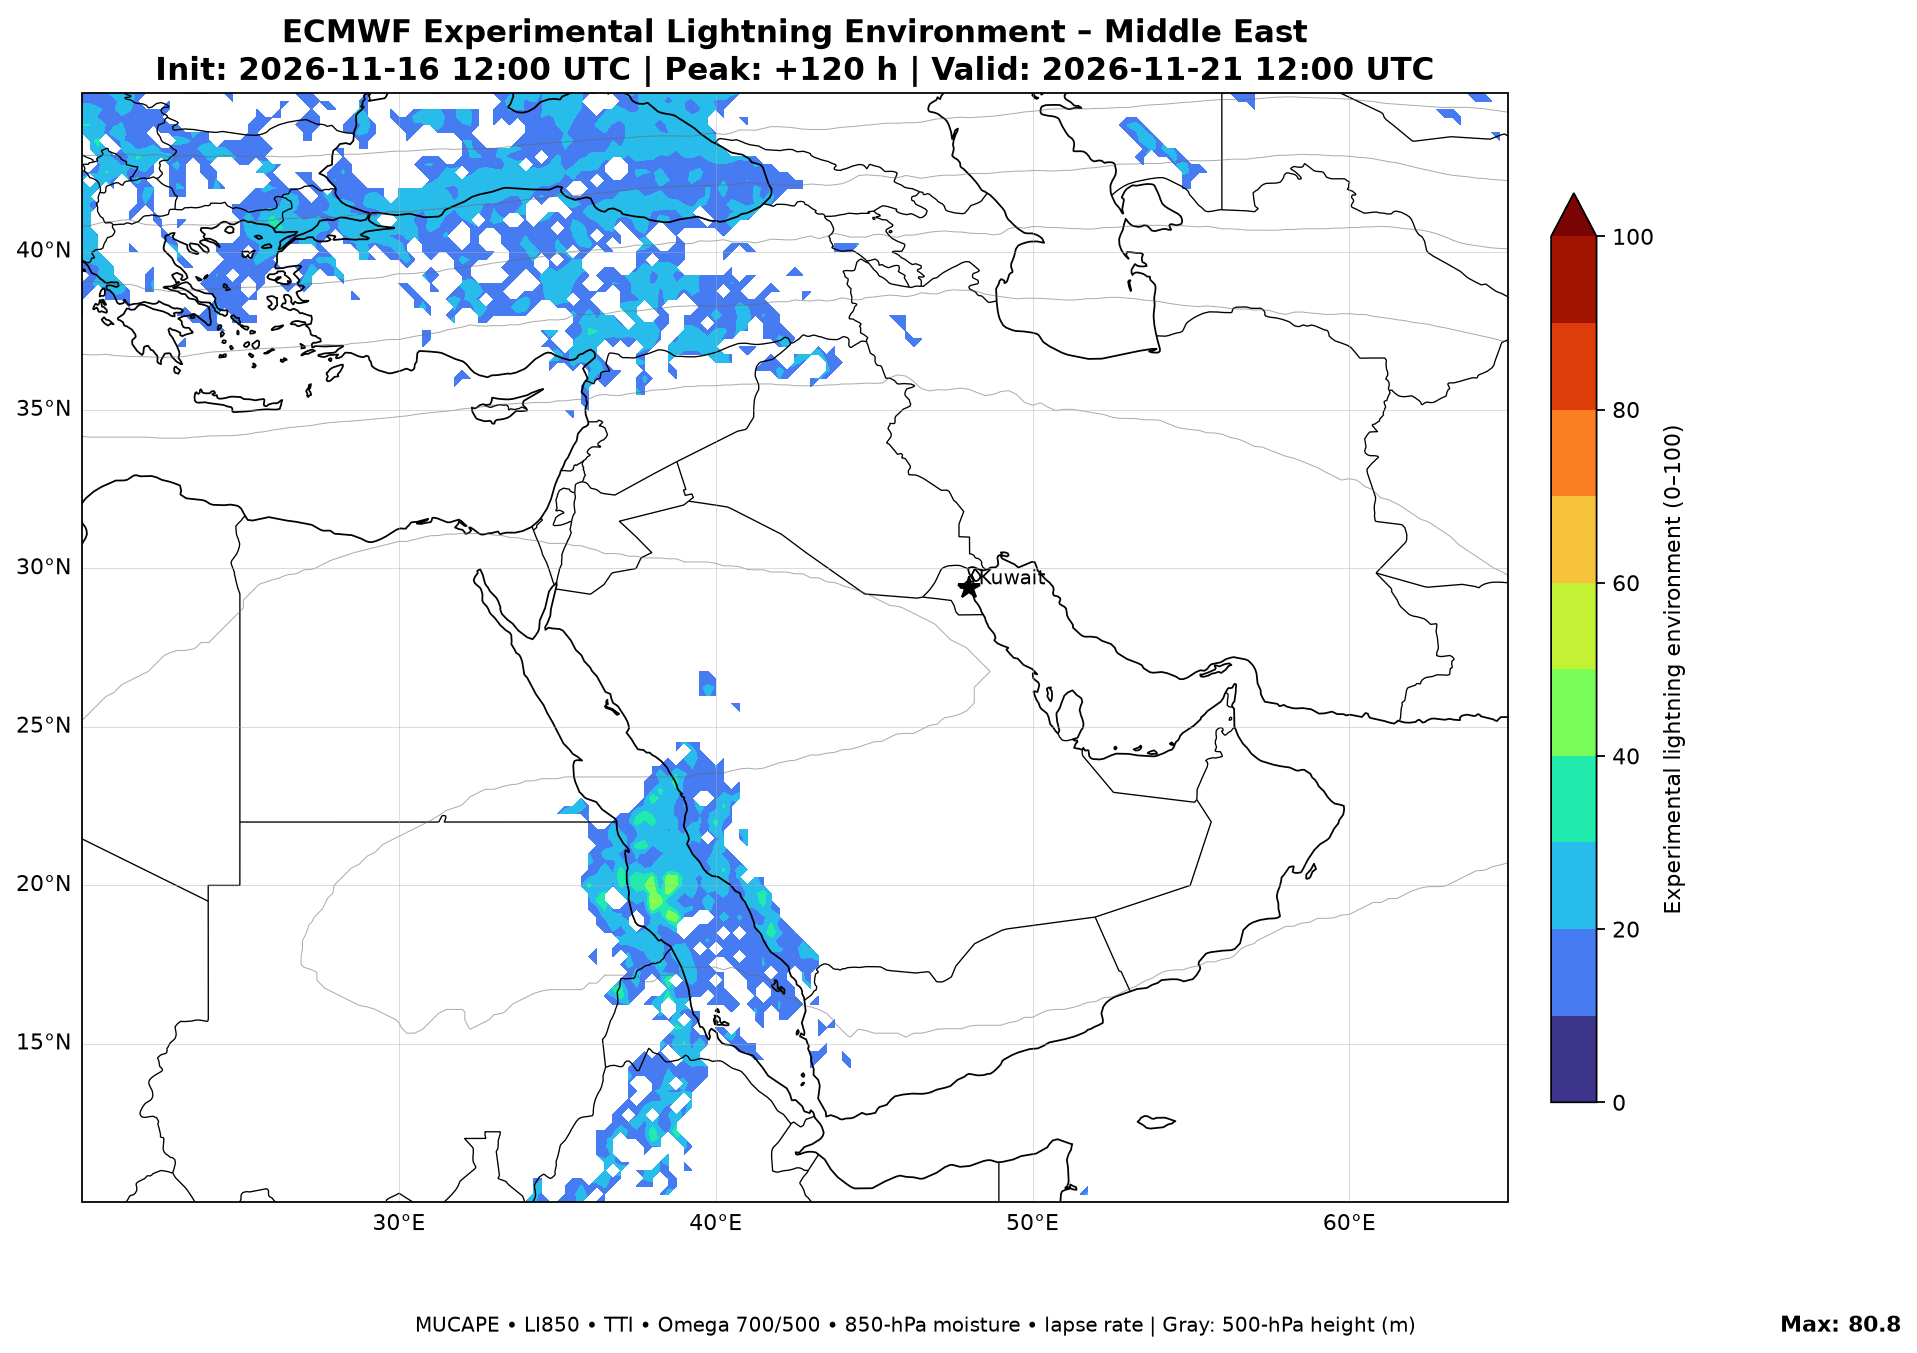 ECMWF Experimental Lightning Environment – Middle East
Init: 2026-11-16 12:00 UTC | Peak: +120 h | Valid: 2026-11-21 12:00 UTC
40°N
35°N
30°N
25°N
20°N
15°N
Kuwait
30°E
40°E
50°E
60°E
100
80
60
40
20
0
Experimental lightning environment (0–100)
MUCAPE • LI850 • TTI • Omega 700/500 • 850-hPa moisture • lapse rate | Gray: 500-hPa height (m)
Max: 80.8